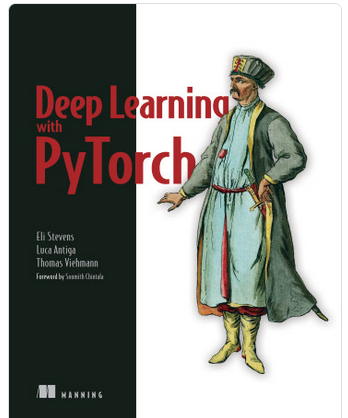 Deep Learning
with
PyTorch
Eli Stevens
Luca Antiga
Thomas Viehmann
Foreword by Soumith Chintala
MANNING